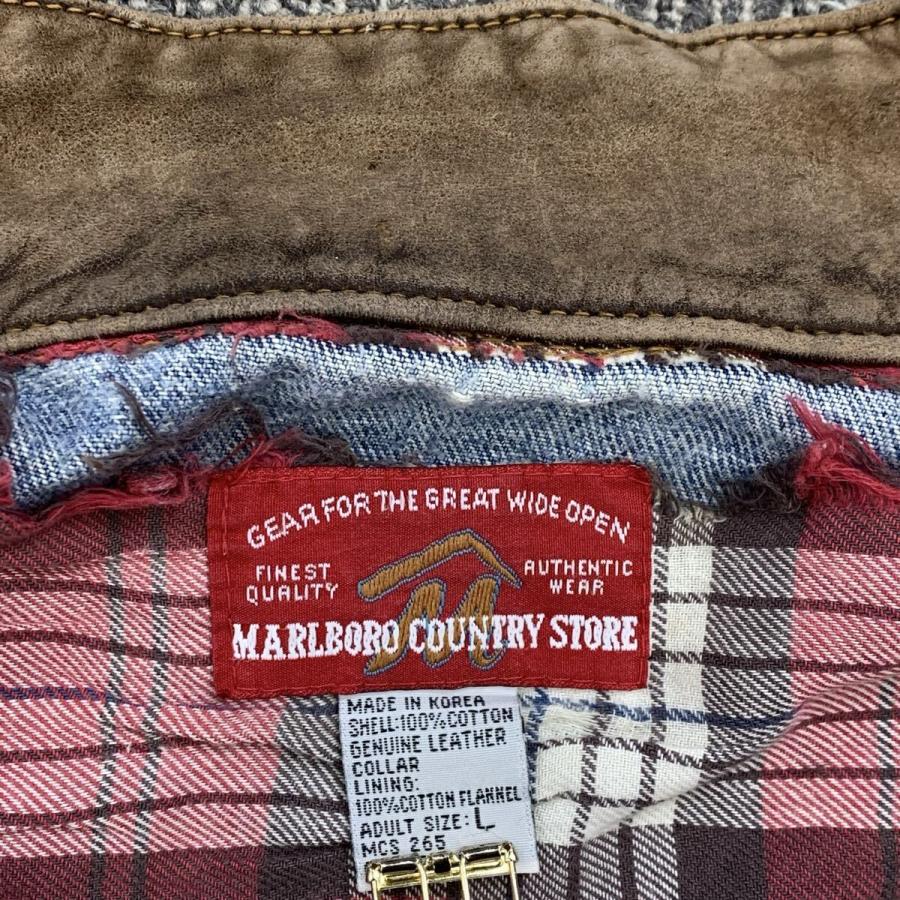 GEAR FOR THE GREAT WIDE OPEN
FINEST QUALITY
AUTHENTIC WEAR
M
MARLBORO COUNTRY STORE
MADE IN KOREA
SHELL:100%COTTON
GENUINE LEATHER
COLLAR
LINING:
100%COTTON FLANNEL
ADULT SIZE: L
MCS 265